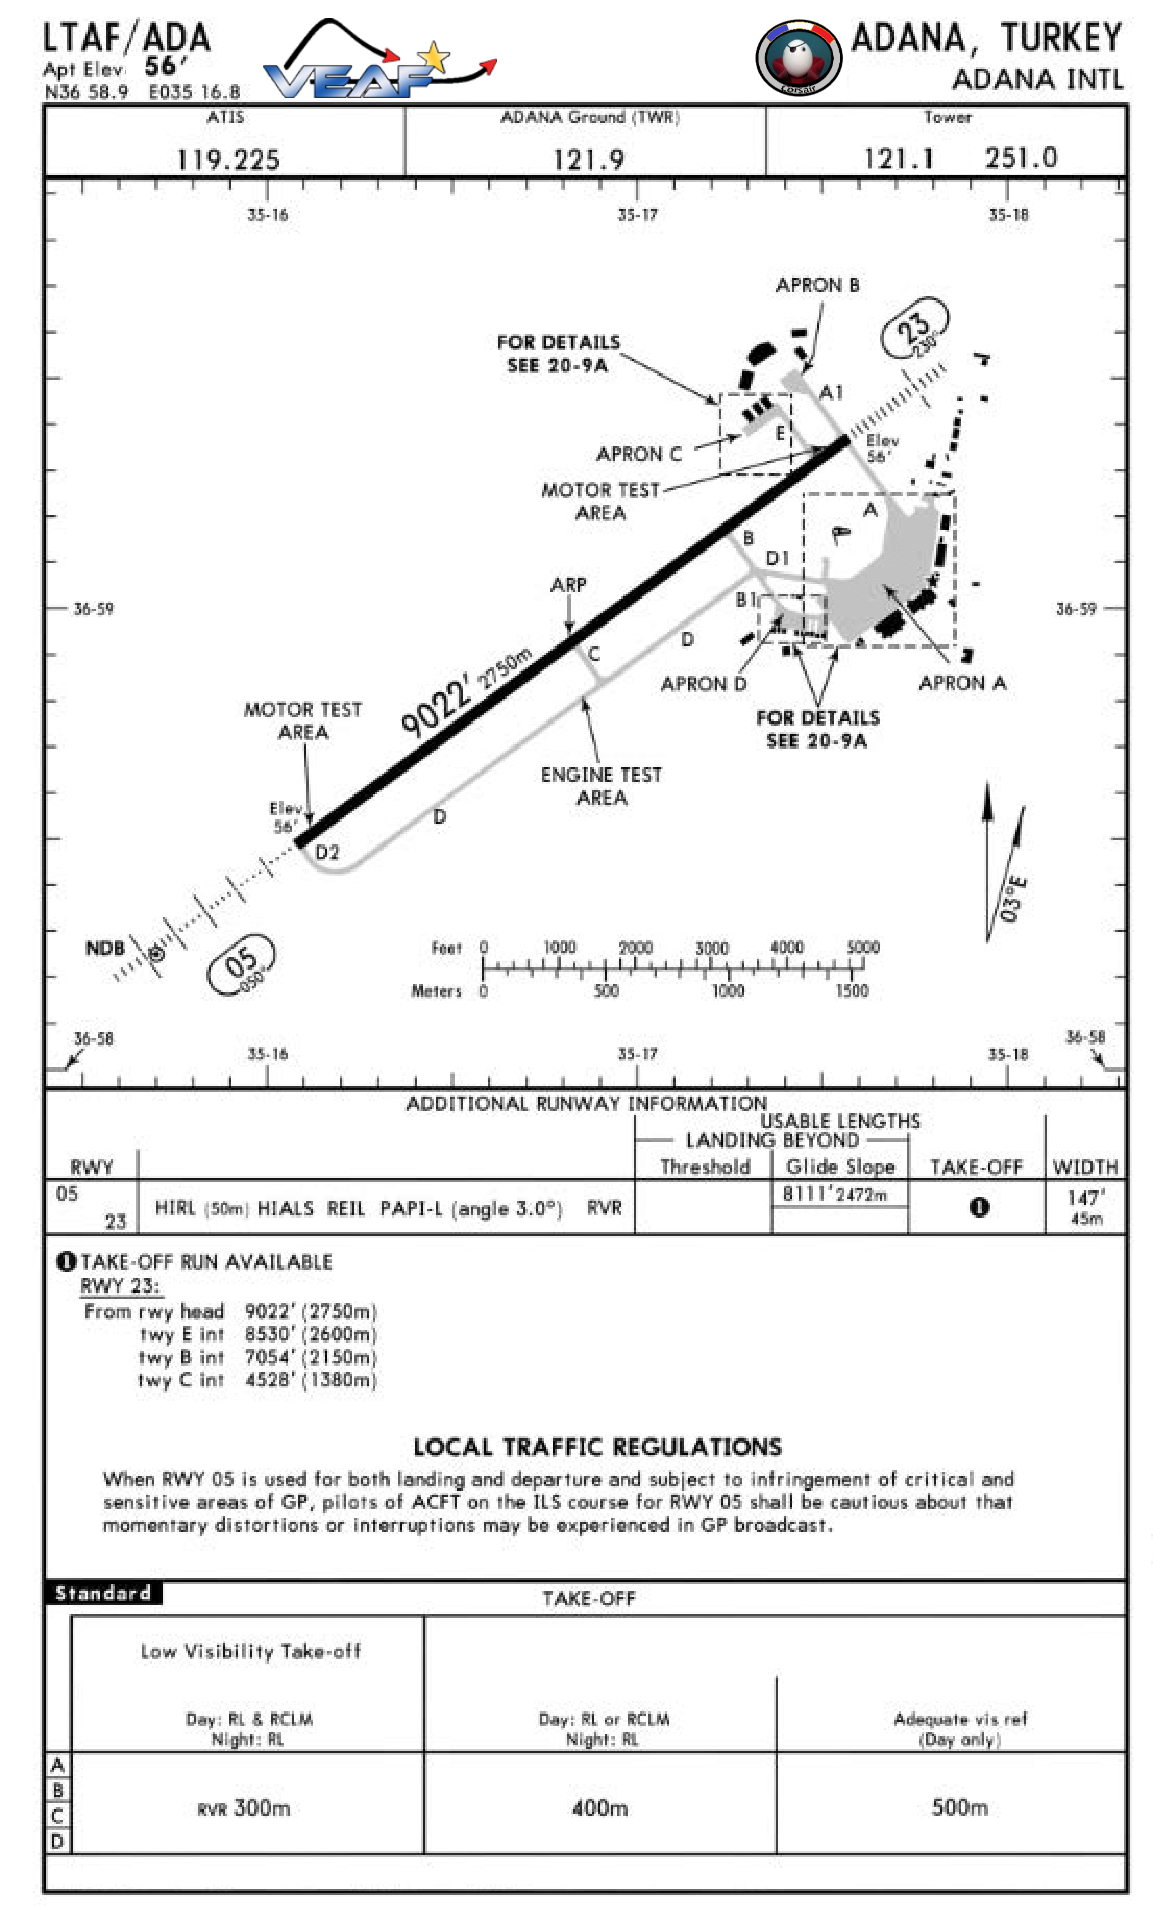 LTAF/ADA
Apt Elev 56'
N36 58.9 E035 16.8
VEAF
corsair
ADANA, TURKEY
ADANA INTL
ATIS
119.225
ADANA Ground (TWR)
121.9
Tower
121.1 251.0
35-16 35-17 35-18
APRON B
23
230°
FOR DETAILS
SEE 20-9A
A1
E
APRON C
Elev
56'
MOTOR TEST
AREA
A
B
D1
ARP
36-59
36-59
B1
C
D
9022' 2750m
APRON D
APRON A
FOR DETAILS
SEE 20-9A
MOTOR TEST
AREA
ENGINE TEST
AREA
Elev
56'
D
D2
03°E
NDB
05
050°
Feet 0 1000 2000 3000 4000 5000
Meters 0 500 1000 1500
36-58
36-58
35-16 35-17 35-18
ADDITIONAL RUNWAY INFORMATION
USABLE LENGTHS
LANDING BEYOND
RWY Threshold Glide Slope TAKE-OFF WIDTH
05
23
HIRL (50m) HIALS REIL PAPI-L (angle 3.0°) RVR
8111' 2472m
1
147'
45m
1 TAKE-OFF RUN AVAILABLE
RWY 23:
From rwy head 9022' (2750m)
twy E int 8530' (2600m)
twy B int 7054' (2150m)
twy C int 4528' (1380m)
LOCAL TRAFFIC REGULATIONS
When RWY 05 is used for both landing and departure and subject to infringement of critical and
sensitive areas of GP, pilots of ACFT on the ILS course for RWY 05 shall be cautious about that
momentary distortions or interruptions may be experienced in GP broadcast.
Standard
TAKE-OFF
Low Visibility Take-off
Day: RL & RCLM
Night: RL
Day: RL or RCLM
Night: RL
Adequate vis ref
(Day only)
A
B
C
D
RVR 300m
400m
500m